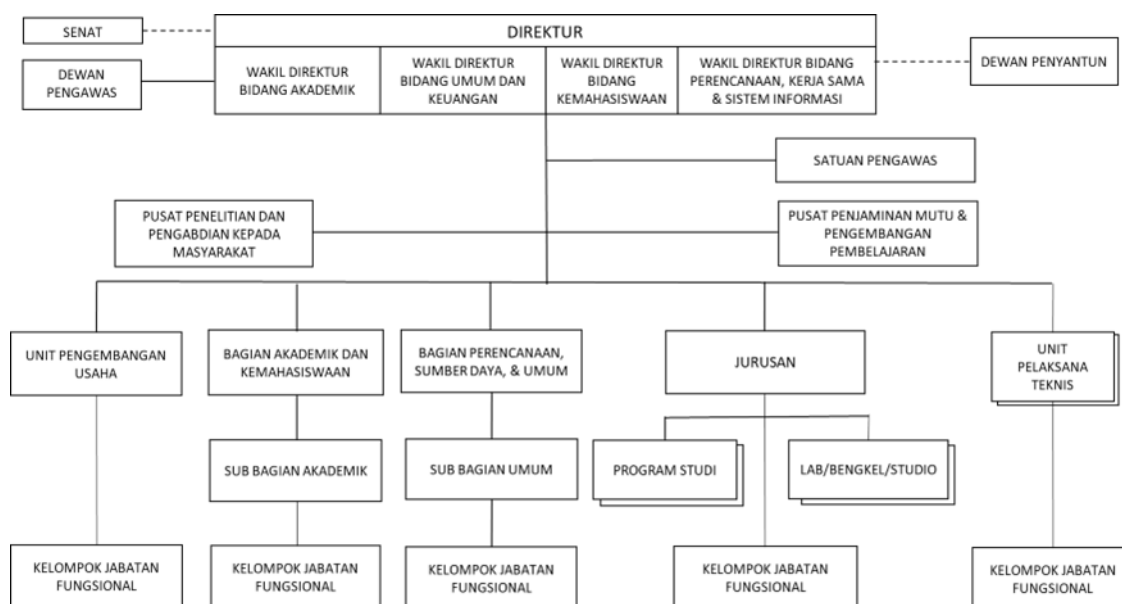 SENAT
DIREKTUR
DEWAN
PENGAWAS
WAKIL DIREKTUR
BIDANG AKADEMIK
WAKIL DIREKTUR
BIDANG UMUM DAN
KEUANGAN
WAKIL DIREKTUR
BIDANG
KEMAHASISWAAN
WAKIL DIREKTUR BIDANG
PERENCANAAN, KERJA SAMA
& SISTEM INFORMASI
DEWAN PENYANTUN
SATUAN PENGAWAS
PUSAT PENELITIAN DAN
PENGABDIAN KEPADA
MASYARAKAT
PUSAT PENJAMINAN MUTU &
PENGEMBANGAN
PEMBELAJARAN
UNIT PENGEMBANGAN
USAHA
BAGIAN AKADEMIK DAN
KEMAHASISWAAN
BAGIAN PERENCANAAN,
SUMBER DAYA, & UMUM
JURUSAN
UNIT
PELAKSANA
TEKNIS
SUB BAGIAN AKADEMIK
SUB BAGIAN UMUM
PROGRAM STUDI
LAB/BENGKEL/STUDIO
KELOMPOK JABATAN
FUNGSIONAL
KELOMPOK JABATAN
FUNGSIONAL
KELOMPOK JABATAN
FUNGSIONAL
KELOMPOK JABATAN
FUNGSIONAL
KELOMPOK JABATAN
FUNGSIONAL